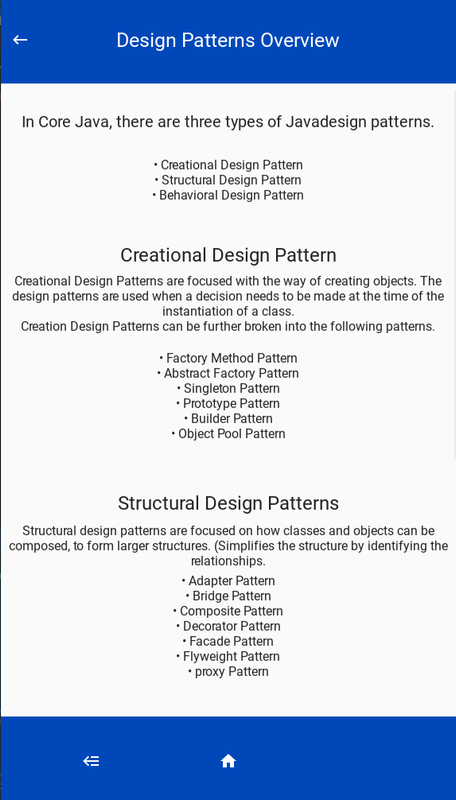 Design Patterns Overview
In Core Java, there are three types of Javadesign patterns.
• Creational Design Pattern
• Structural Design Pattern
• Behavioral Design Pattern
Creational Design Pattern
Creational Design Patterns are focused with the way of creating objects. The
design patterns are used when a decision needs to be made at the time of the
instantiation of a class.
Creation Design Patterns can be further broken into the following patterns.
• Factory Method Pattern
• Abstract Factory Pattern
• Singleton Pattern
• Prototype Pattern
• Builder Pattern
• Object Pool Pattern
Structural Design Patterns
Structural design patterns are focused on how classes and objects can be
composed, to form larger structures. (Simplifies the structure by identifying the
relationships.
• Adapter Pattern
• Bridge Pattern
• Composite Pattern
• Decorator Pattern
• Facade Pattern
• Flyweight Pattern
• proxy Pattern